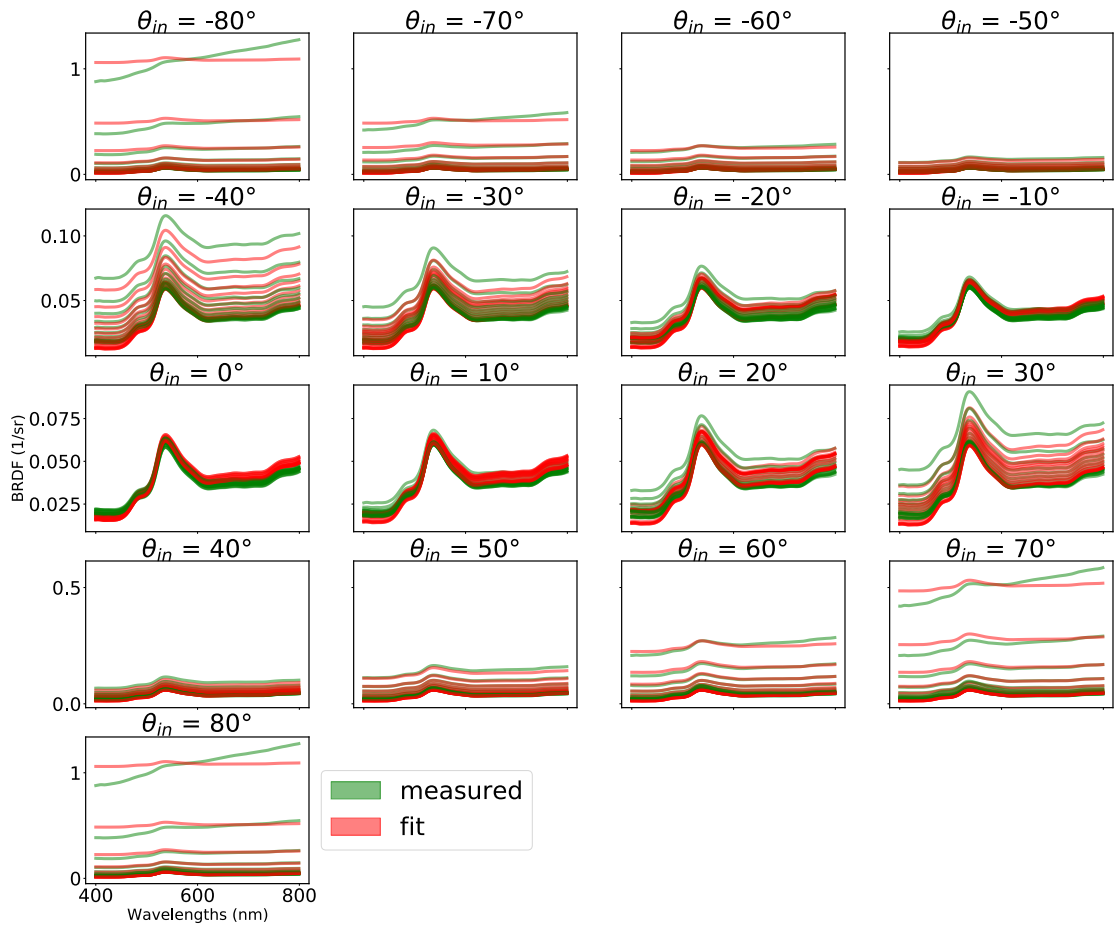 θin = -80°
θin = -70°
θin = -60°
θin = -50°
1
0
θin = -40°
θin = -30°
θin = -20°
θin = -10°
0.10
0.05
θin = 0°
θin = 10°
θin = 20°
θin = 30°
0.075
0.050
0.025
BRDF (1/sr)
θin = 40°
θin = 50°
θin = 60°
θin = 70°
0.5
0.0
θin = 80°
1
0
400 600 800
Wavelengths (nm)
measured
fit